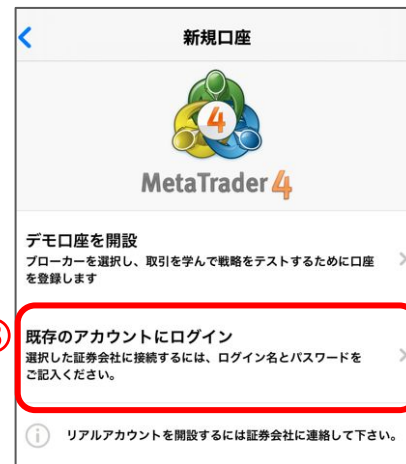 新規口座
4
MetaTrader 4
デモ口座を開設
ブローカーを選択し、取引を学んで戦略をテストするために口座
を登録します
既存のアカウントにログイン
選択した証券会社に接続するには、ログイン名とパスワードを
ご記入ください。
リアルアカウントを開設するには証券会社に連絡して下さい。